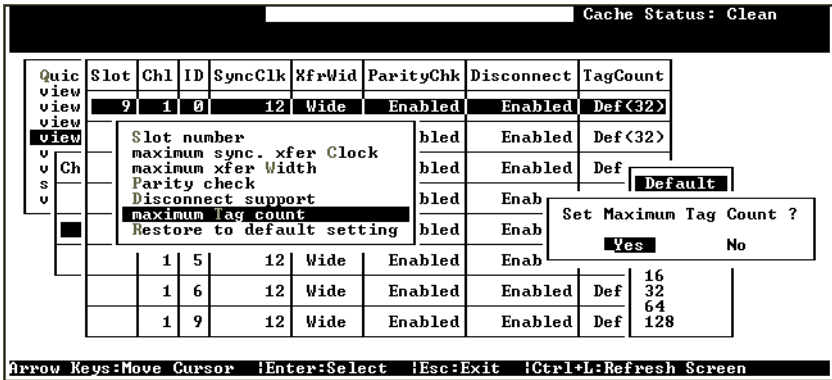 Cache Status: Clean
Quic Slot Chl ID SyncClk XfrWid ParityChk Disconnect TagCount
view
view 9 1 0 12 Wide Enabled Enabled Def(32)
view
view Slot number bled Enabled Def(32)
v maximum sync. xfer Clock
v Ch maximum xfer Width bled Enabled Def
s Parity check Default
v Disconnect support bled Enab
maximum Tag count Set Maximum Tag Count ?
Restore to default setting bled Enab
Yes No
1 5 12 Wide Enabled Enab
16
1 6 12 Wide Enabled Enabled Def 32
64
1 9 12 Wide Enabled Enabled Def 128
Arrow Keys:Move Cursor |Enter:Select |Esc:Exit |Ctrl+L:Refresh Screen